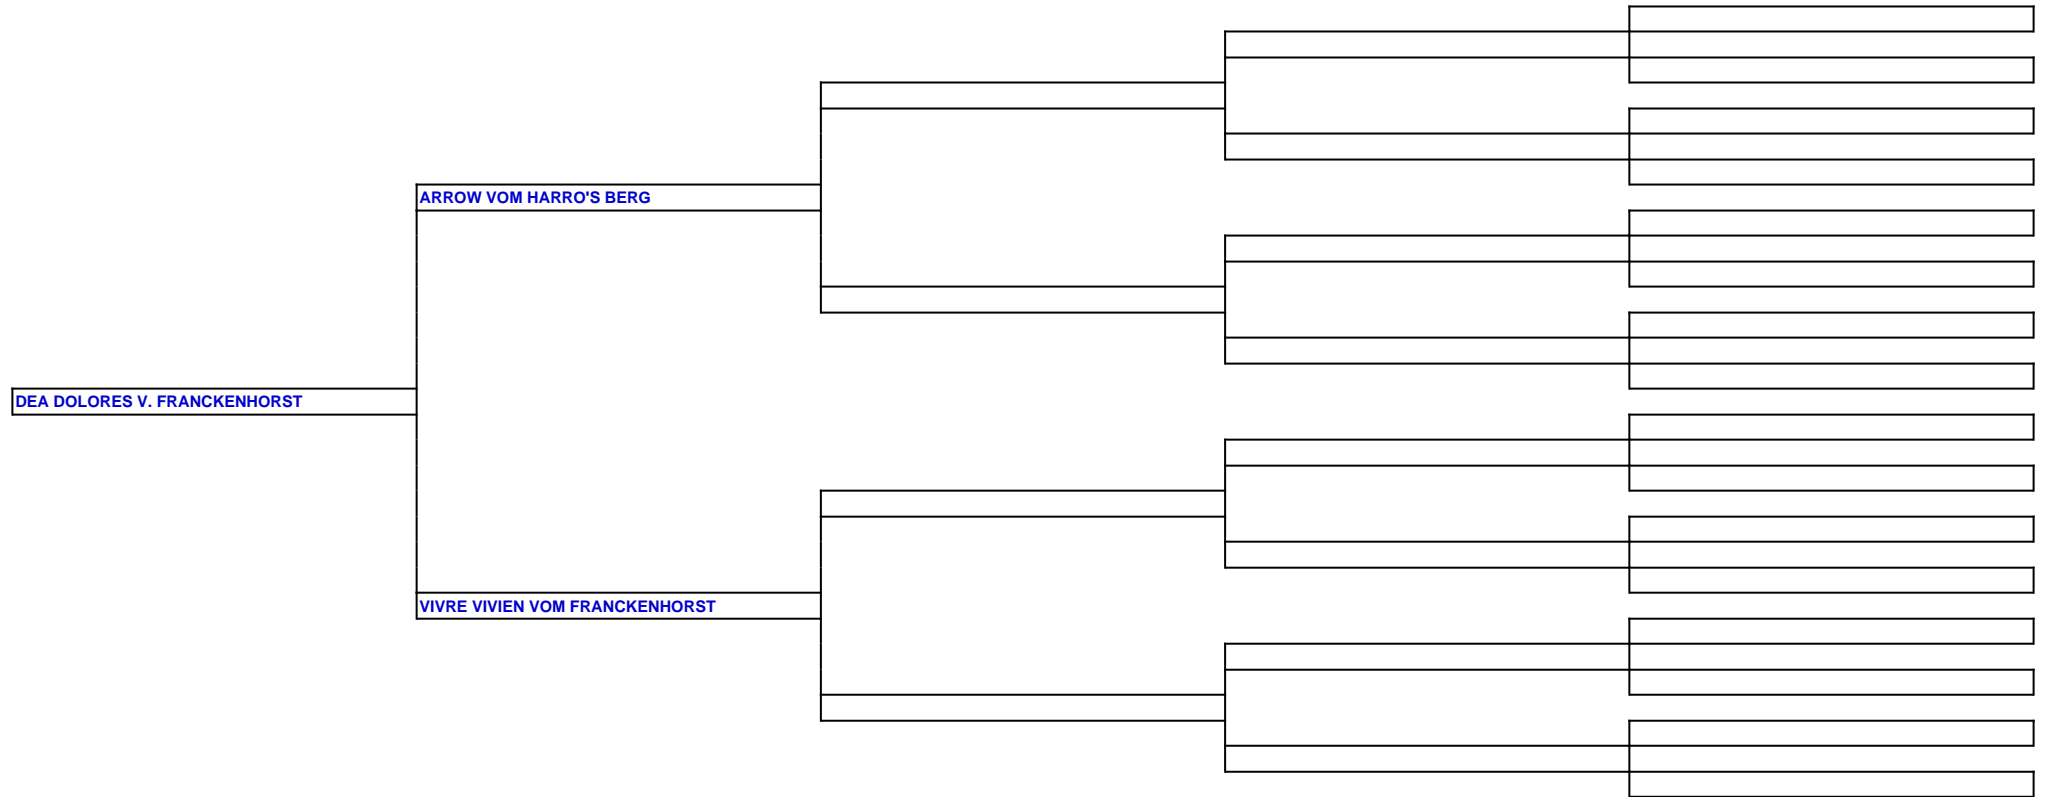 ARROW VOM HARRO'S BERG
DEA DOLORES V. FRANCKENHORST
VIVRE VIVIEN VOM FRANCKENHORST